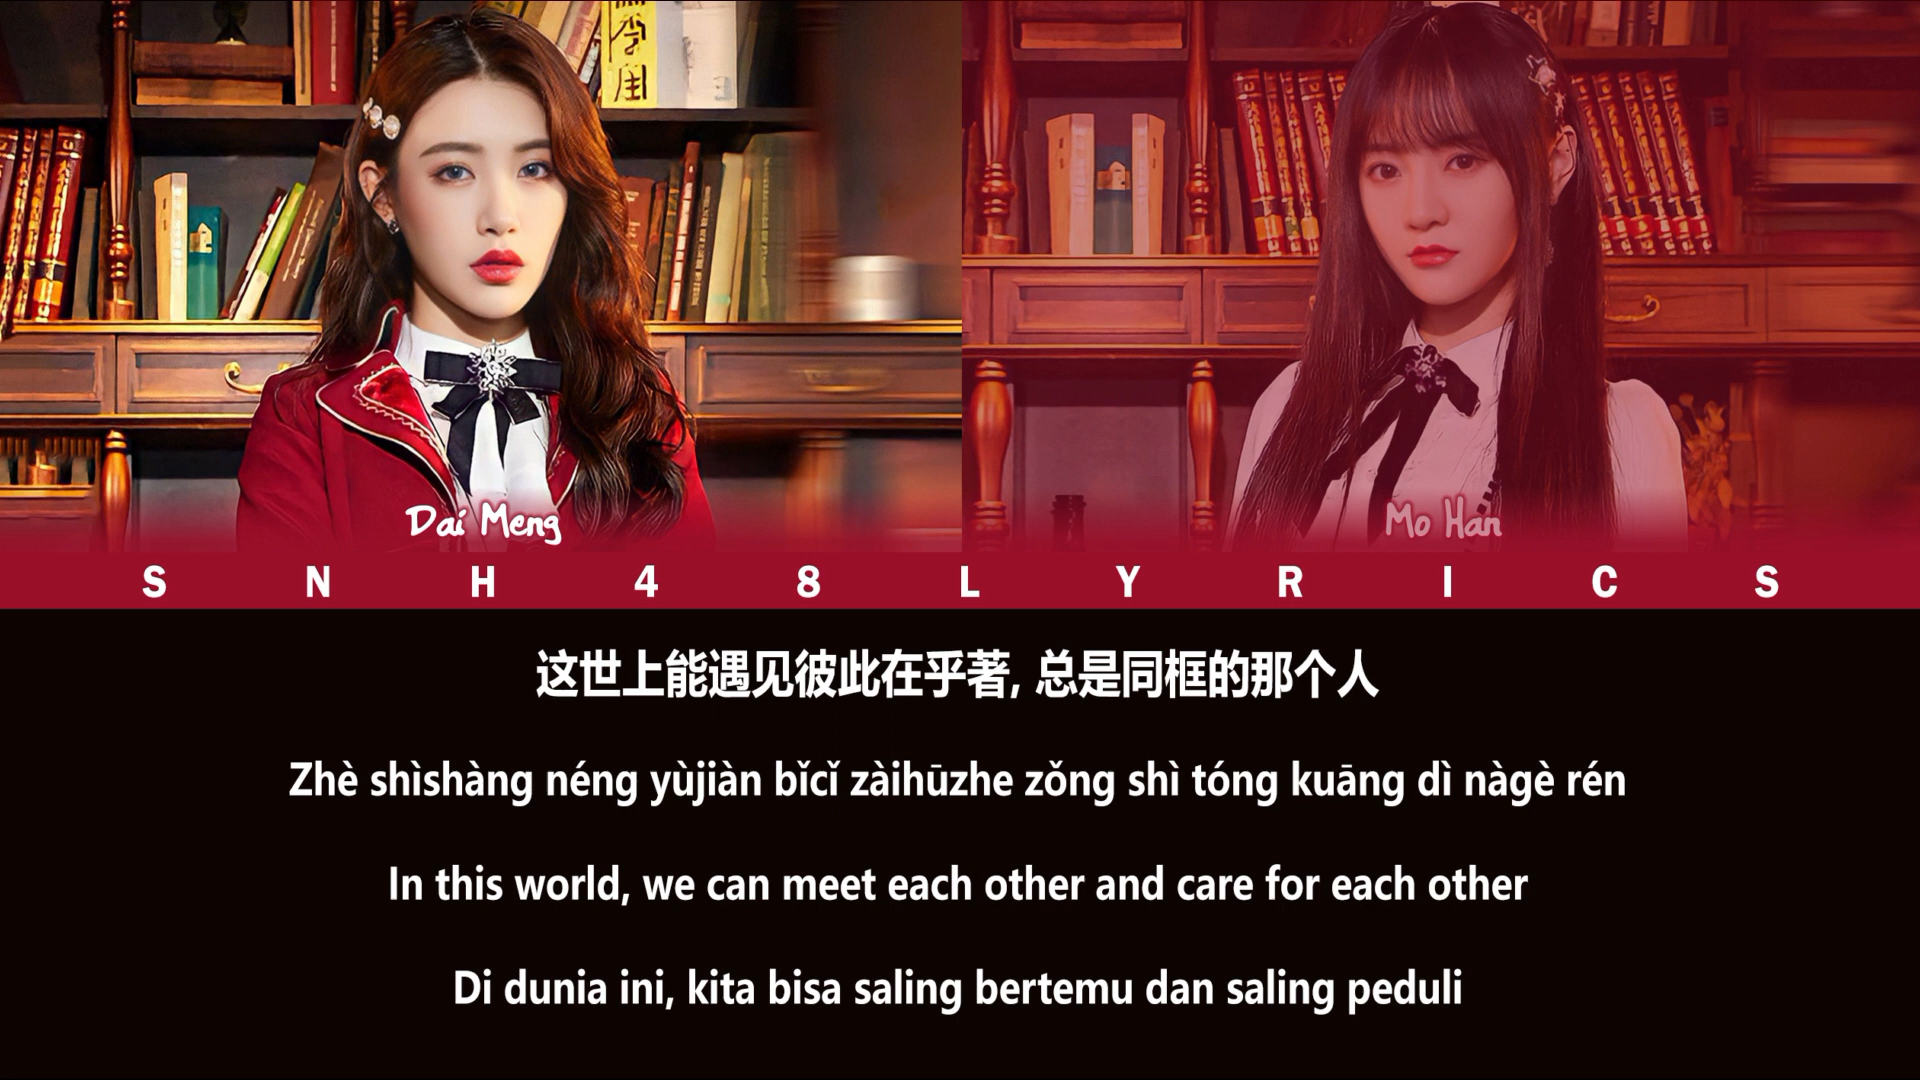 Dai Meng
Mo Han
SNH48LYRICS
这世上能遇见彼此在乎著, 总是同框的那个人
Zhè shìshàng néng yùjiàn bǐcǐ zàihūzhe zǒng shì tóng kuāng dì nàgè rén
In this world, we can meet each other and care for each other
Di dunia ini, kita bisa saling bertemu dan saling peduli